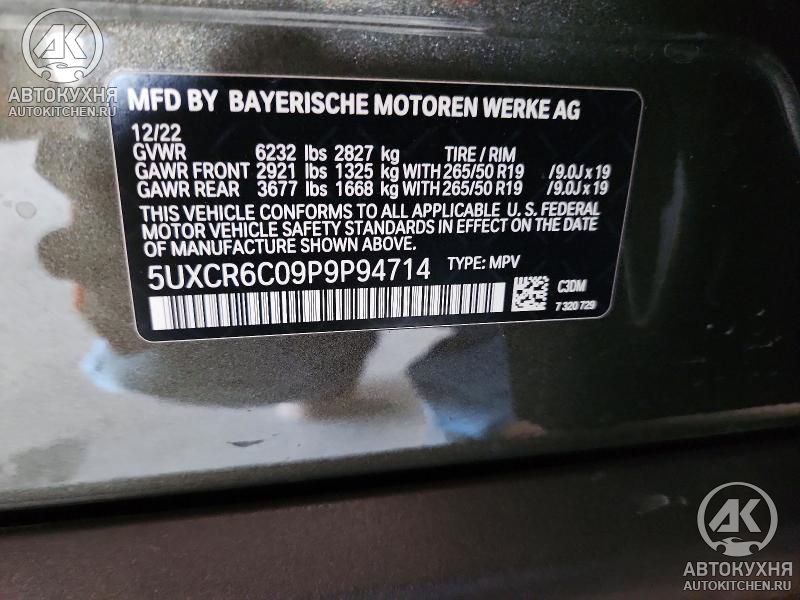 АК
АВТОКУХНЯ
AUTOKITCHEN.RU
MFD BY BAYERISCHE MOTOREN WERKE AG
12/22
GVWR 6232 lbs 2827 kg TIRE / RIM
GAWR FRONT 2921 lbs 1325 kg WITH 265/50 R19 /9.0J x 19
GAWR REAR 3677 lbs 1668 kg WITH 265/50 R19 /9.0J x 19
THIS VEHICLE CONFORMS TO ALL APPLICABLE U. S. FEDERAL
MOTOR VEHICLE SAFETY STANDARDS IN EFFECT ON THE DATE
OF MANUFACTURE SHOWN ABOVE.
5UXCR6C09P9P94714 TYPE: MPV
C3DM
7 320 729
АК
АВТОКУХНЯ
AUTOKITCHEN.RU